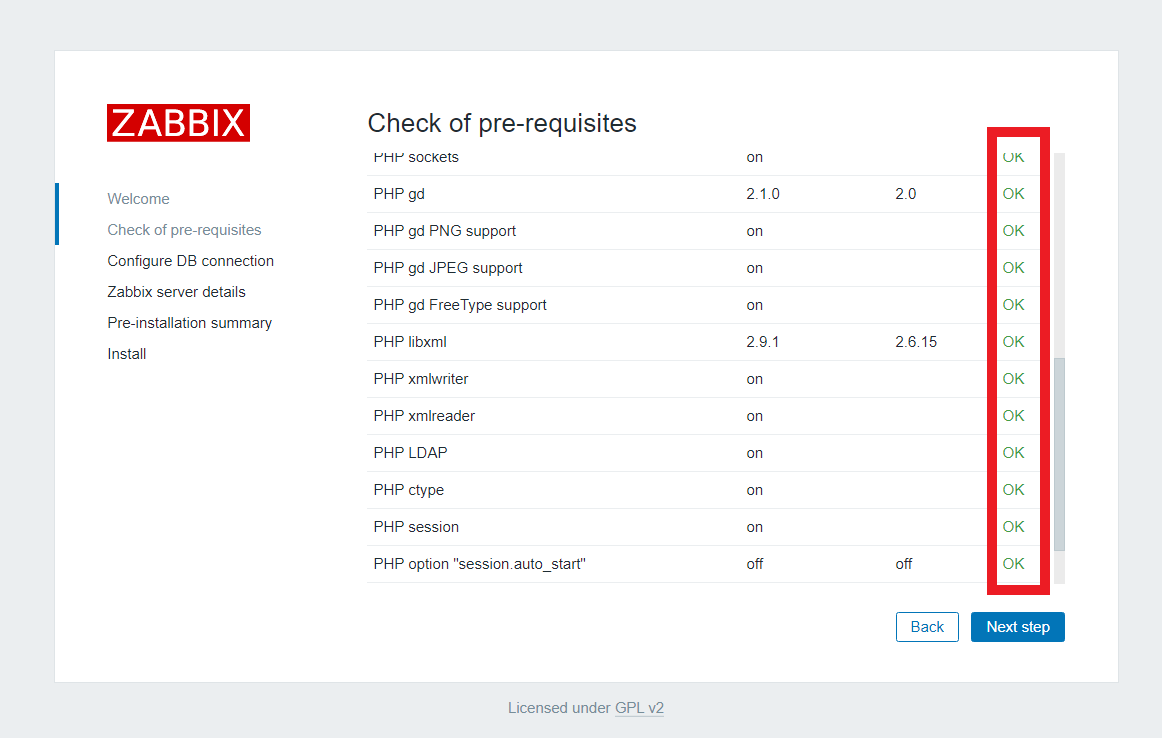 ZABBIX
Welcome
Check of pre-requisites
Configure DB connection
Zabbix server details
Pre-installation summary
Install
Check of pre-requisites
PHP sockets on OK
PHP gd 2.1.0 2.0 OK
PHP gd PNG support on OK
PHP gd JPEG support on OK
PHP gd FreeType support on OK
PHP libxml 2.9.1 2.6.15 OK
PHP xmlwriter on OK
PHP xmlreader on OK
PHP LDAP on OK
PHP ctype on OK
PHP session on OK
PHP option "session.auto_start" off off OK
Back Next step
Licensed under GPL v2